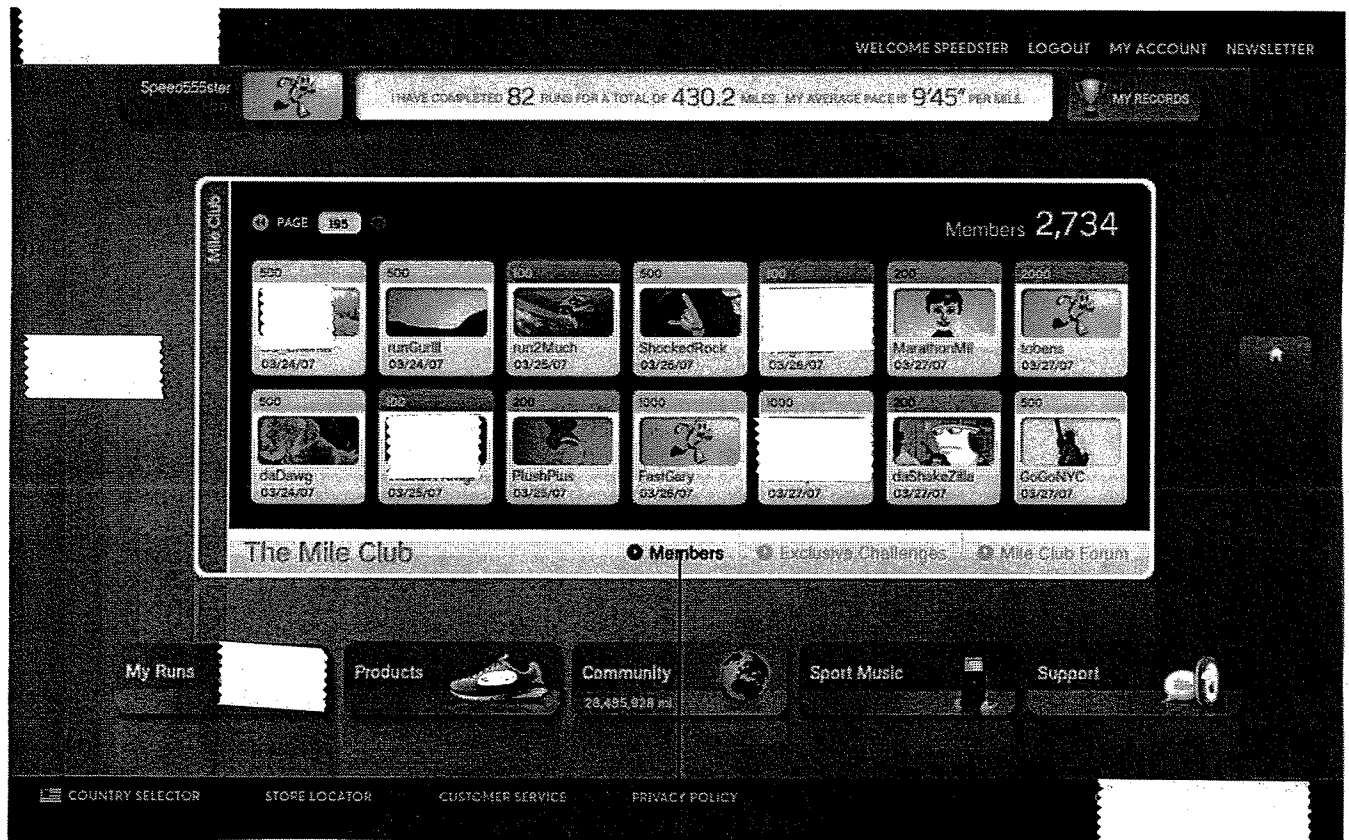 WELCOME SPEEDSTER LOGOUT MY ACCOUNT NEWSLETTER
Speed555ster
I HAVE COMPLETED 82 RUNS FOR A TOTAL OF 430.2 MILES. MY AVERAGE PACE IS 9'45" PER MILE.
MY RECORDS
Mile Club
PAGE 195
Members 2,734
500 500 100 500 100 200 2000
runGurlll run2Much ShockedRock tobens
03/24/07 03/24/07 03/25/07 03/26/07 03/26/07 03/27/07 03/27/07
500 100 200 1000 1000 200 500
daDawg PlushPlus FastGary daShakeZilla GoGoNYC
03/24/07 03/25/07 03/25/07 03/26/07 03/27/07 03/27/07 03/27/07
The Mile Club Members Exclusive Challenges Mile Club Forum
My Runs Products Community Sport Music Support
28,485,928 mi
COUNTRY SELECTOR STORE LOCATOR CUSTOMER SERVICE PRIVACY POLICY